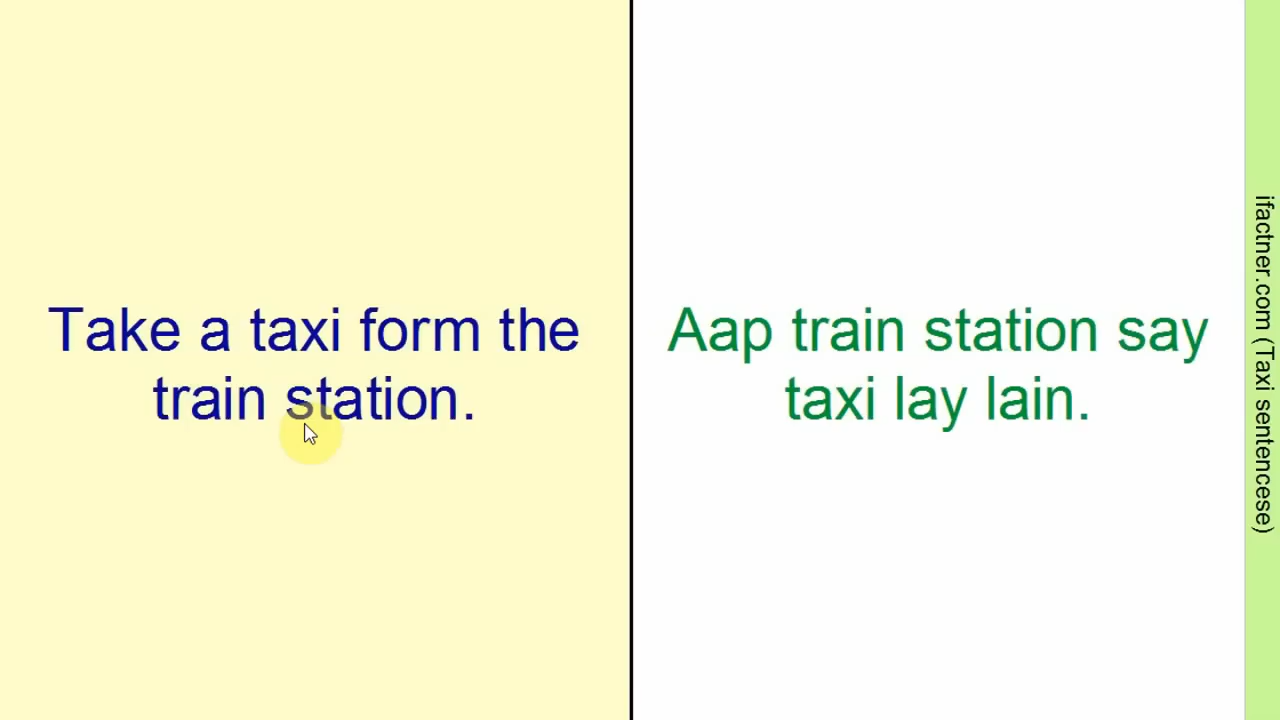 Take a taxi form the
train station.
Aap train station say
taxi lay lain.
ifactner.com (Taxi sentencese)